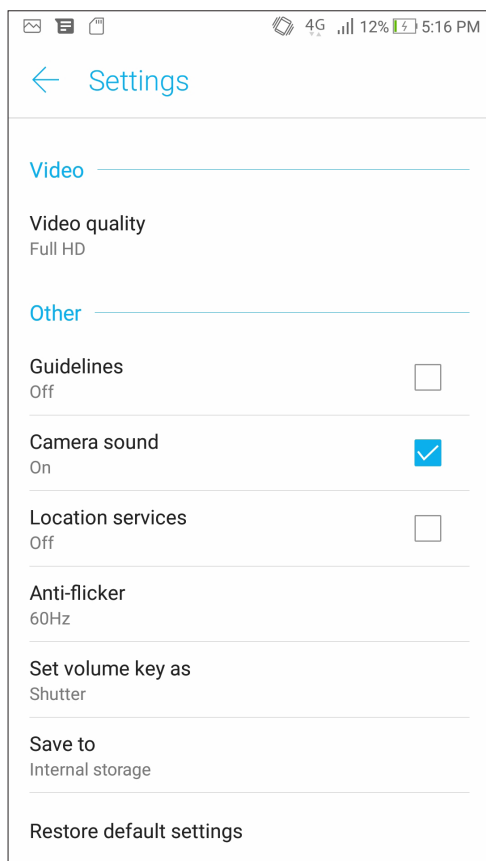 4G 12% 5:16 PM
Settings
Video
Video quality
Full HD
Other
Guidelines
Off
Camera sound
On
Location services
Off
Anti-flicker
60Hz
Set volume key as
Shutter
Save to
Internal storage
Restore default settings